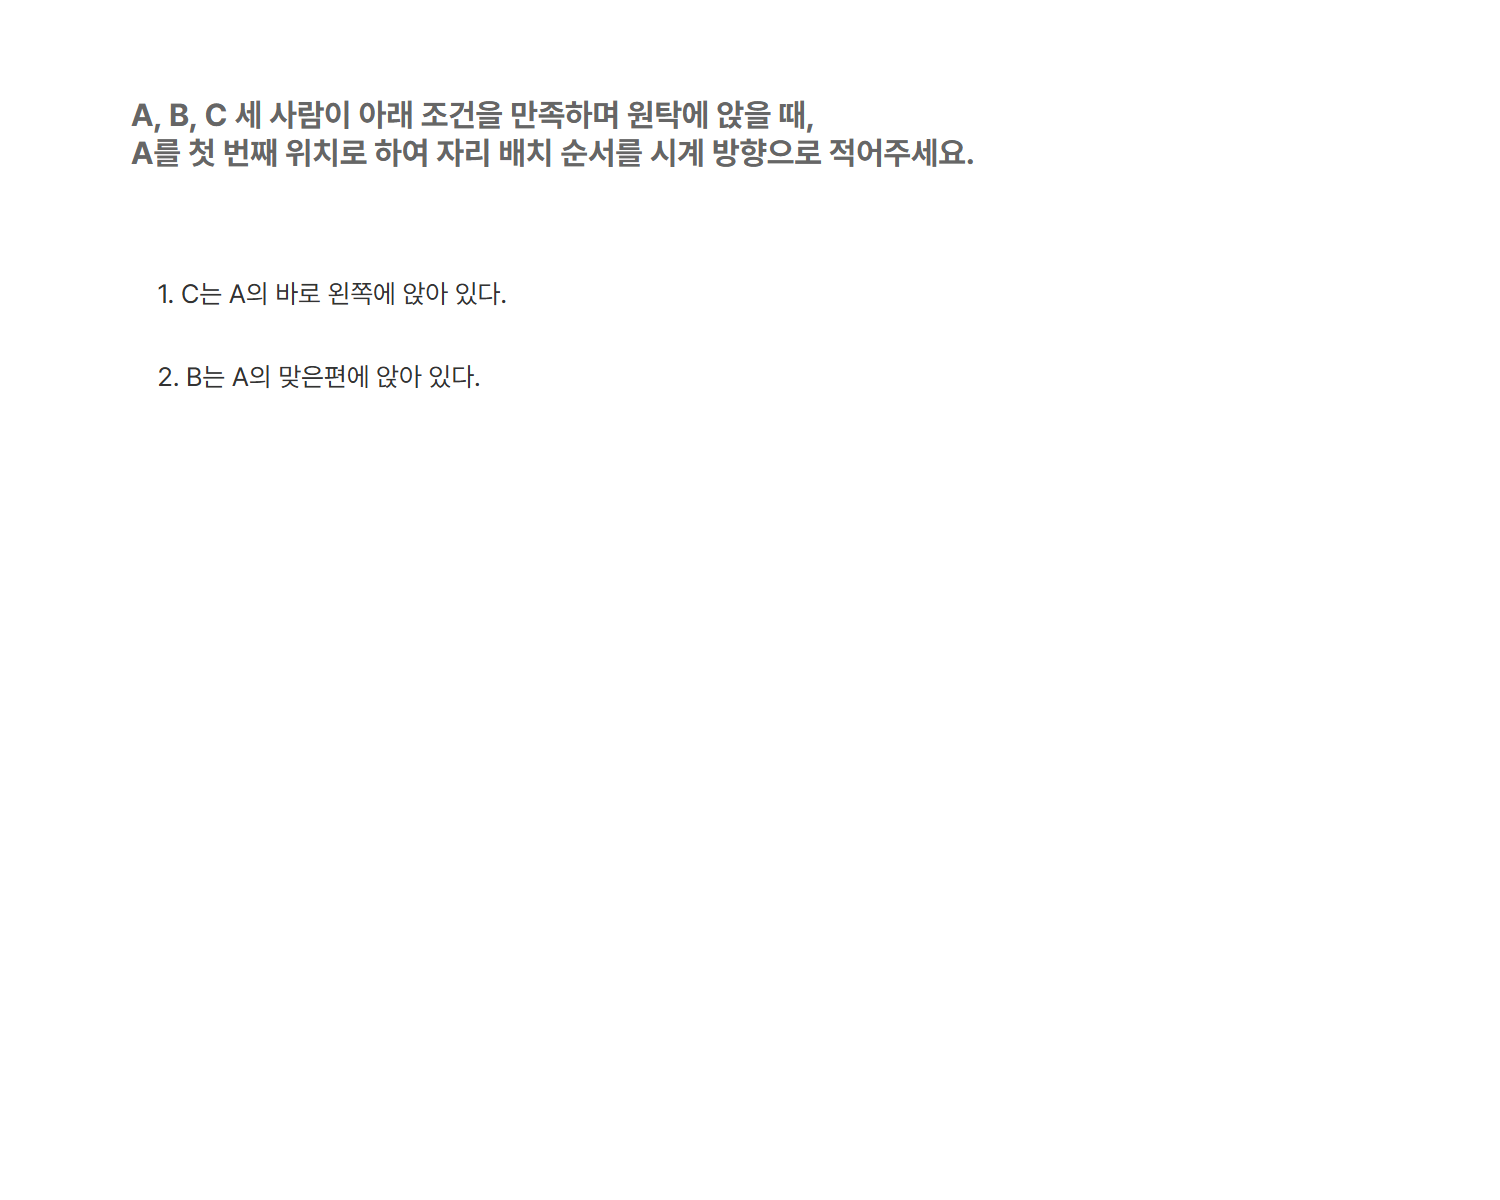 A, B, C 세 사람이 아래 조건을 만족하며 원탁에 앉을 때,
A를 첫 번째 위치로 하여 자리 배치 순서를 시계 방향으로 적어주세요.
1. C는 A의 바로 왼쪽에 앉아 있다.
2. B는 A의 맞은편에 앉아 있다.